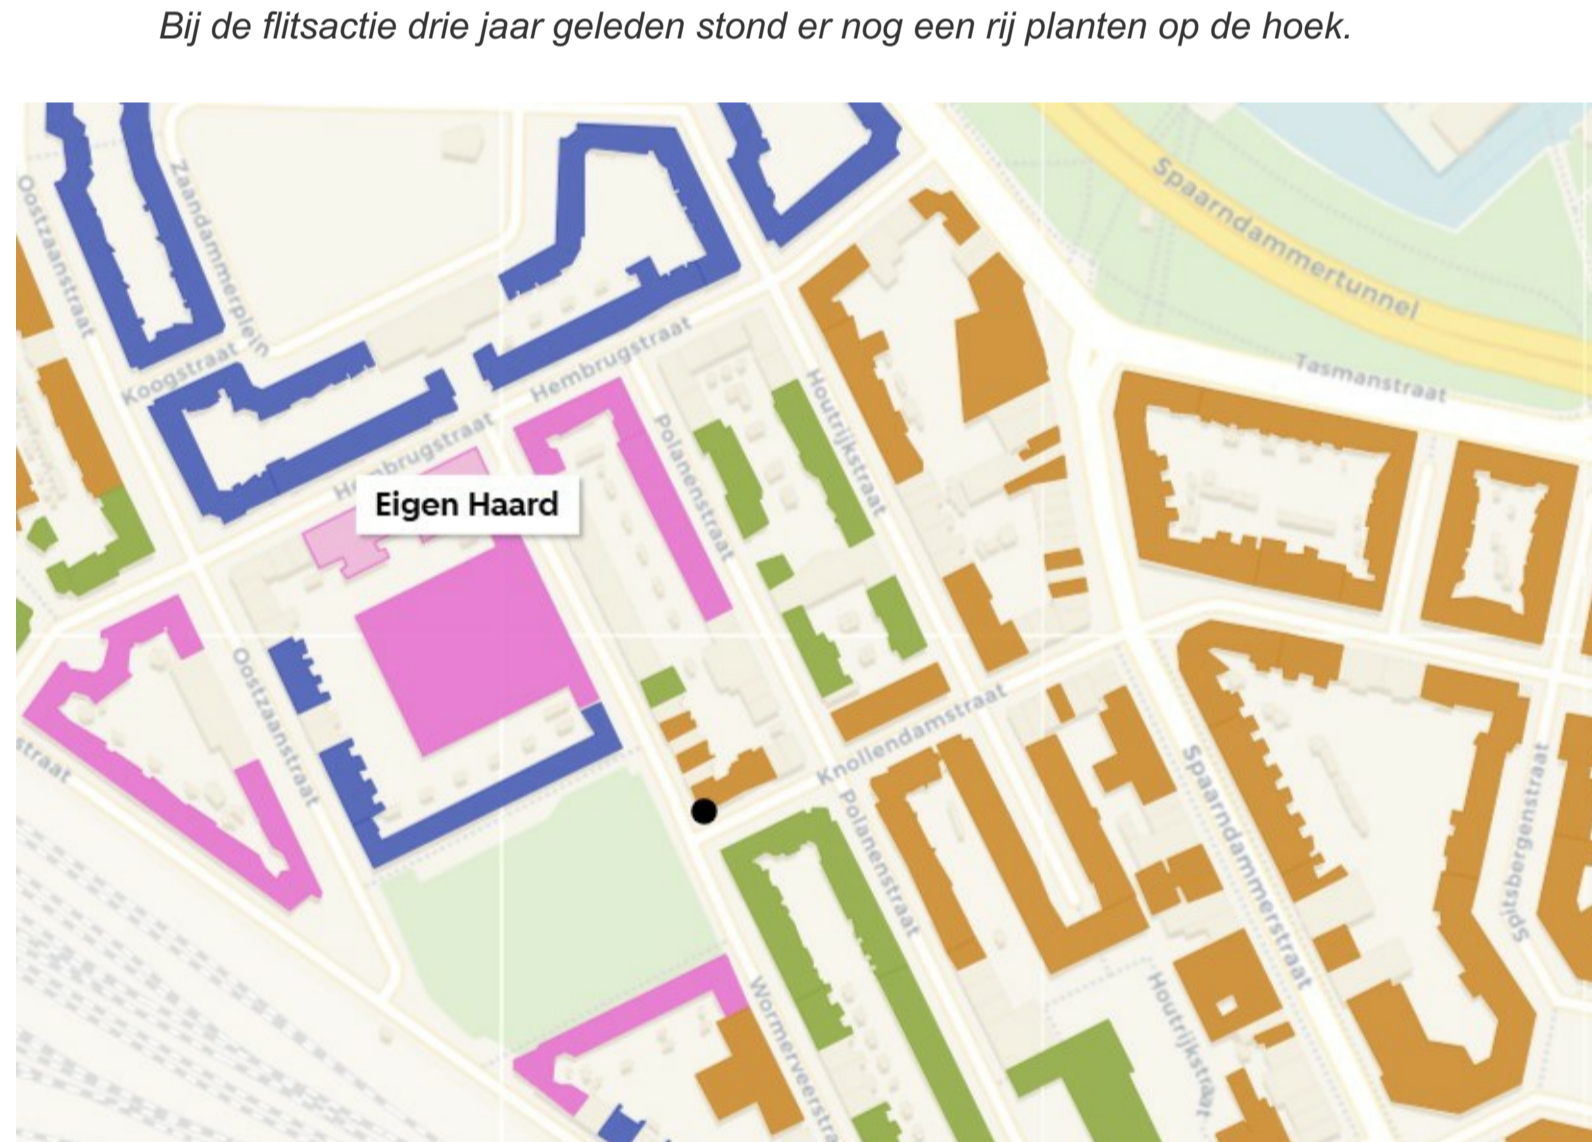 Bij de flitsactie drie jaar geleden stond er nog een rij planten op de hoek.
Spaarndammertunnel
Zaandammerplein
Oostzaanstraat
Koogstraat
Hembrugstraat
Tasmanstraat
Houtrijkstraat
Polanenstraat
Hembrugstraat
Eigen Haard
Oostzaanstraat
Knollendamstraat
straat
Spaarndammerstraat
Polanenstraat
Spitsbergenstraat
Wormerveerstra
Houtrijkstraat